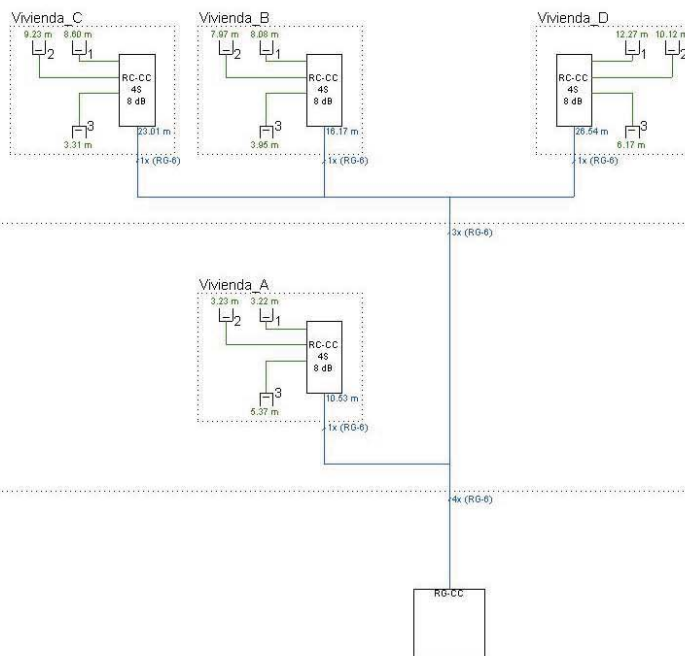 Vivienda_C
9.23 m 8.60 m
2 1
RC-CC
4S
8 dB
3
3.31 m
23.01 m
1x (RG-6)
Vivienda_B
7.97 m 8.08 m
2 1
RC-CC
4S
8 dB
3
3.95 m
16.17 m
1x (RG-6)
Vivienda_D
12.27 m 10.12 m
1 2
RC-CC
4S
8 dB
3
6.17 m
26.54 m
1x (RG-6)
3x (RG-6)
Vivienda_A
3.23 m 3.22 m
2 1
RC-CC
4S
8 dB
3
5.37 m
10.53 m
1x (RG-6)
4x (RG-6)
RG-CC